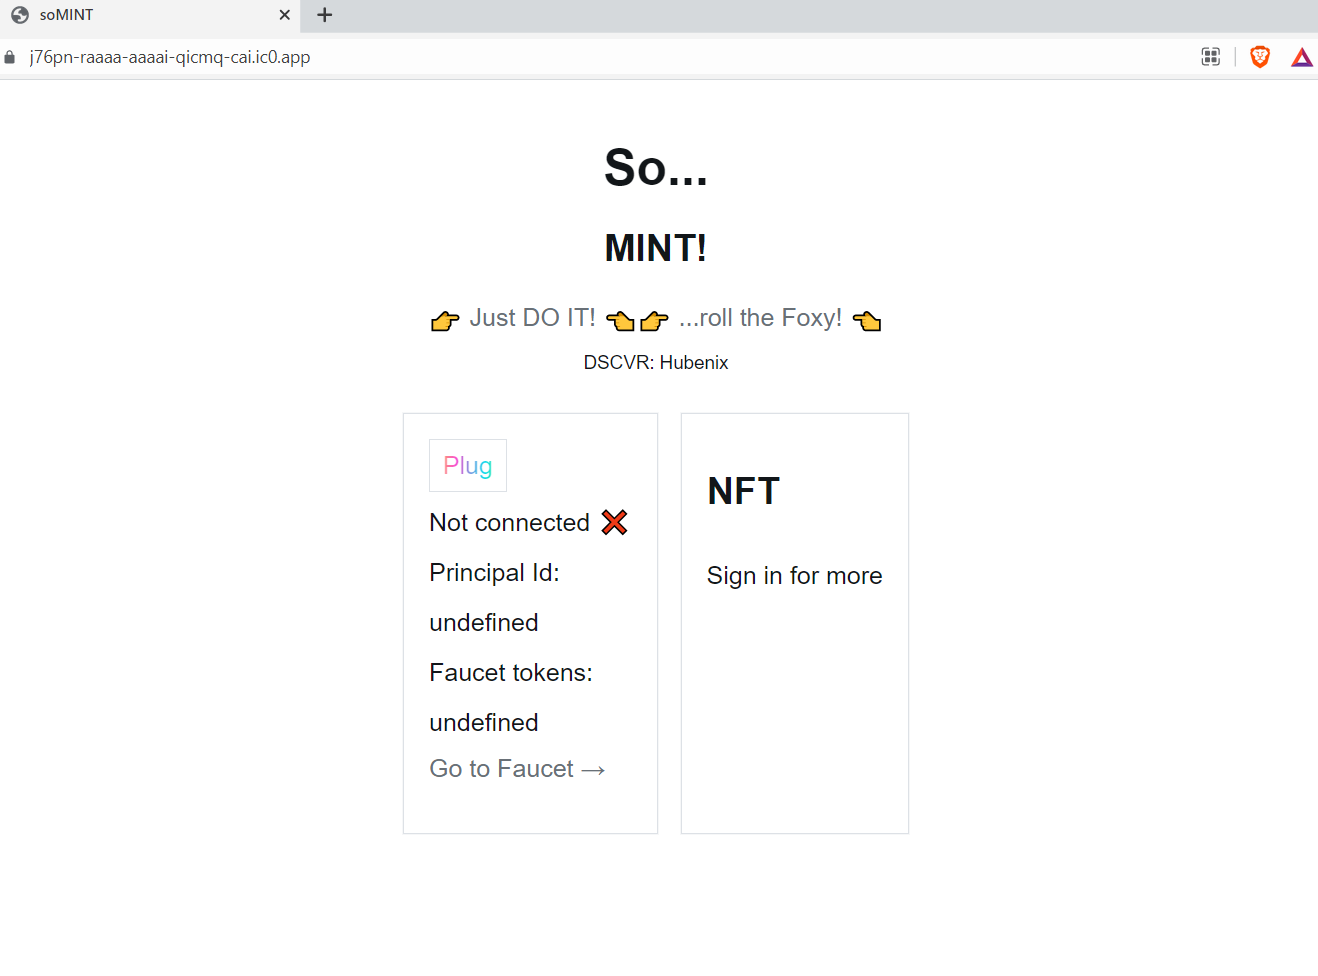 soMINT
j76pn-raaaa-aaaai-qicmq-cai.ic0.app
So...
MINT!
👉 Just DO IT! 👈👉 ...roll the Foxy! 👈
DSCVR: Hubenix
Plug
Not connected ❌
Principal Id:
undefined
Faucet tokens:
undefined
Go to Faucet →
NFT
Sign in for more